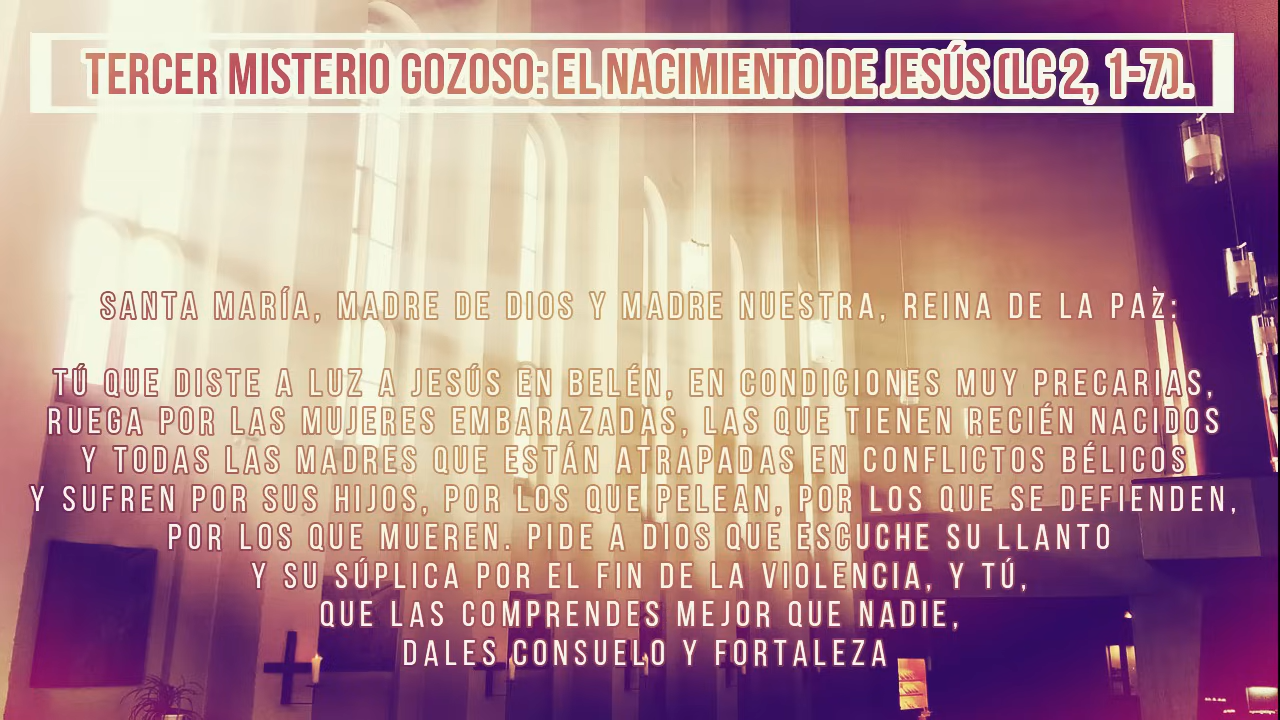 TERCER MISTERIO GOZOSO: EL NACIMIENTO DE JESÚS (LC 2, 1-7).
SANTA MARÍA, MADRE DE DIOS Y MADRE NUESTRA, REINA DE LA PAZ:
TÚ QUE DISTE A LUZ A JESÚS EN BELÉN, EN CONDICIONES MUY PRECARIAS,
RUEGA POR LAS MUJERES EMBARAZADAS, LAS QUE TIENEN RECIÉN NACIDOS
Y TODAS LAS MADRES QUE ESTÁN ATRAPADAS EN CONFLICTOS BÉLICOS
Y SUFREN POR SUS HIJOS, POR LOS QUE PELEAN, POR LOS QUE SE DEFIENDEN,
POR LOS QUE MUEREN. PIDE A DIOS QUE ESCUCHE SU LLANTO
Y SU SÚPLICA POR EL FIN DE LA VIOLENCIA, Y TÚ,
QUE LAS COMPRENDES MEJOR QUE NADIE,
DALES CONSUELO Y FORTALEZA